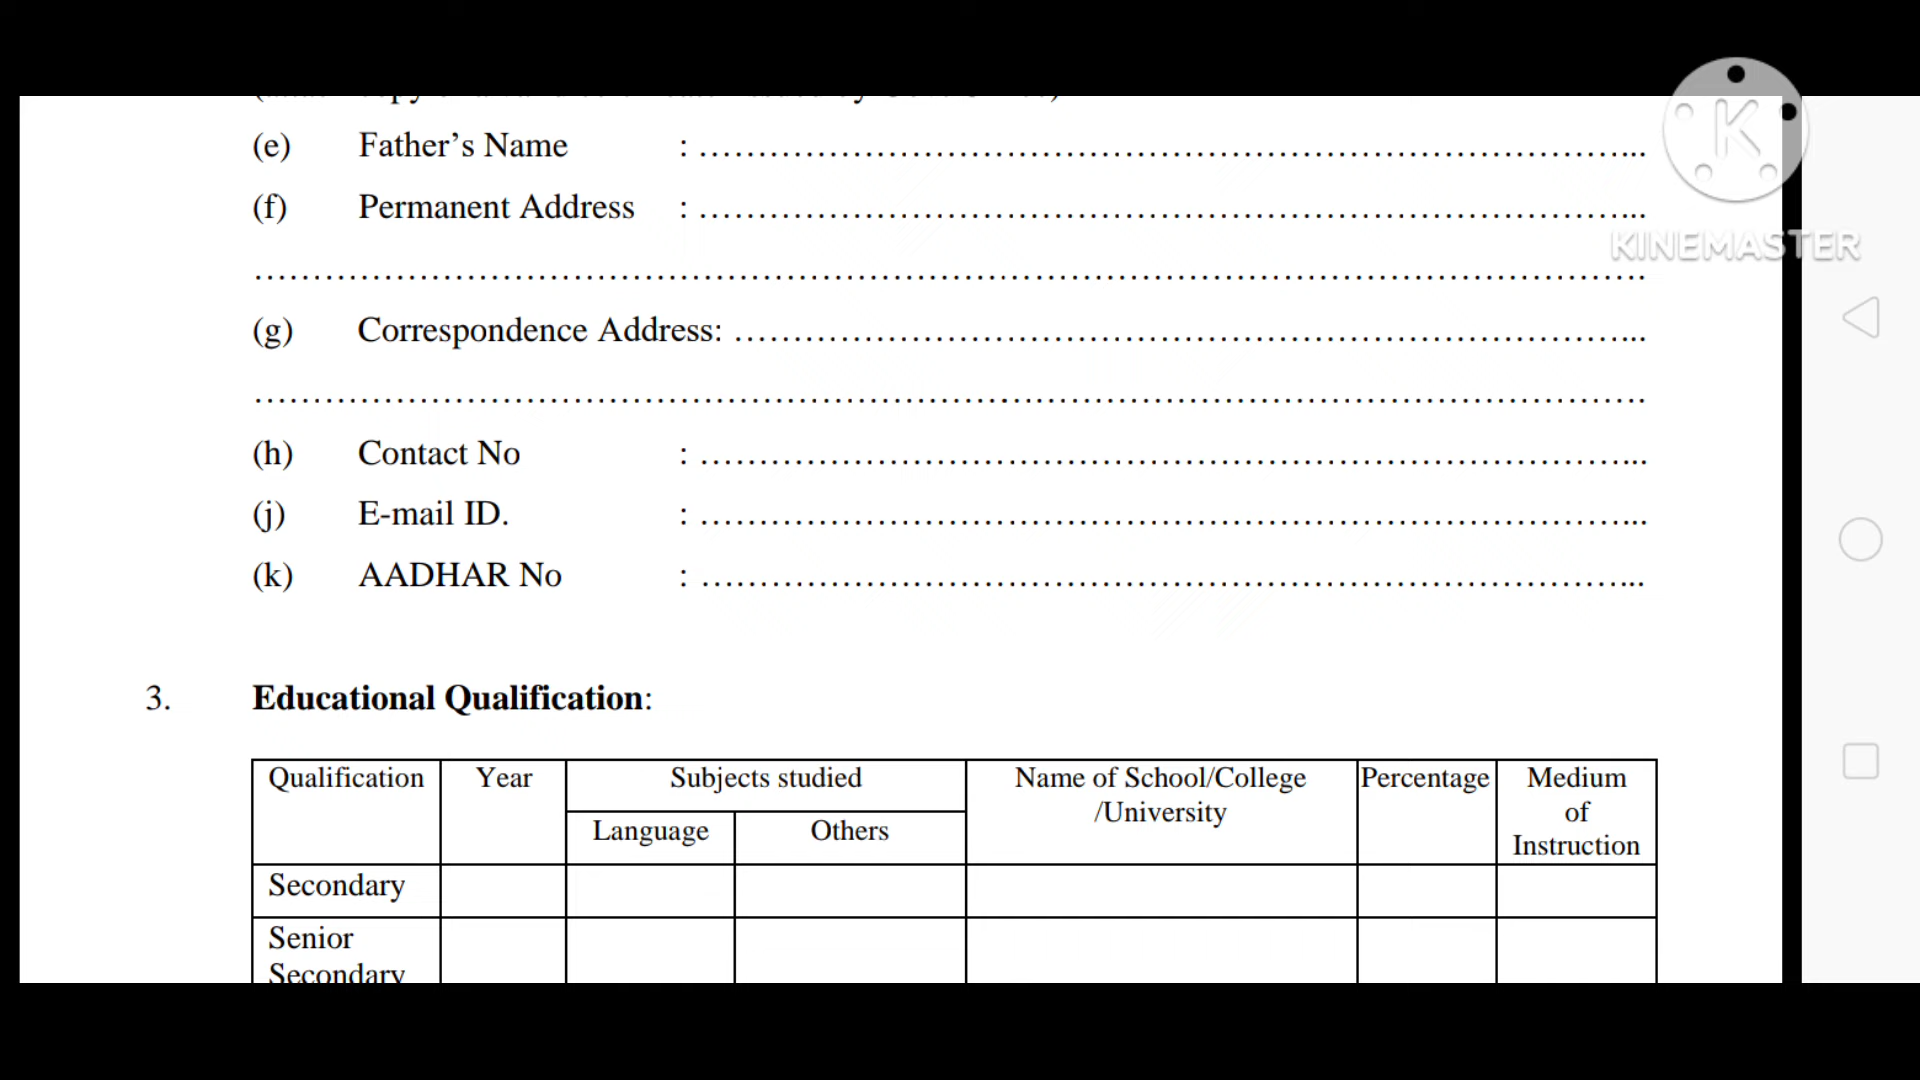 (e) Father’s Name : ………………………………………………………………………...
(f) Permanent Address : ………………………………………………………………………...
…………………………………………………………………………………………………………….
(g) Correspondence Address: ……………………………………………………………………...
…………………………………………………………………………………………………………….
(h) Contact No : ………………………………………………………………………...
(j) E-mail ID. : ………………………………………………………………………...
(k) AADHAR No : ………………………………………………………………………...
3. Educational Qualification:
Qualification Year Subjects studied Name of School/College Percentage Medium
/University of
Language Others Instruction
Secondary
Senior
Secondary
K
KINEMASTER